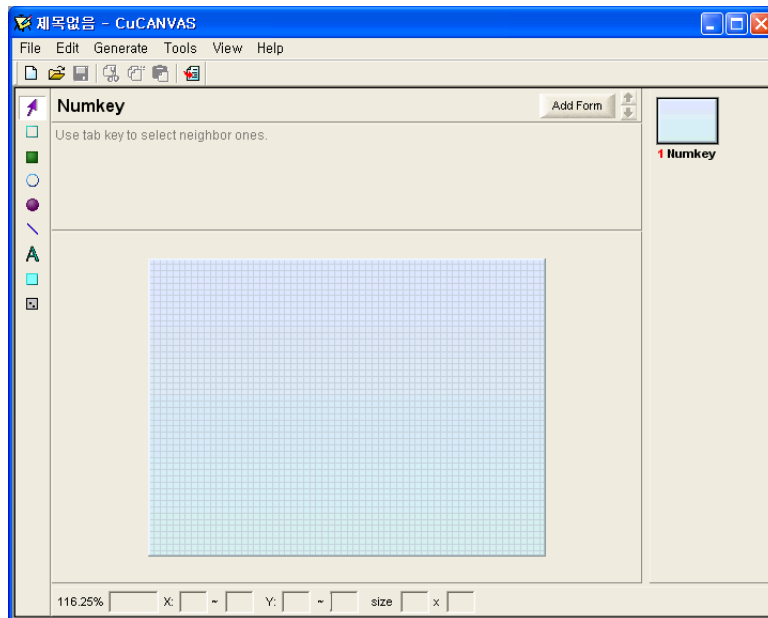 제목없음 - CuCANVAS
File Edit Generate Tools View Help
Numkey
Add Form
Use tab key to select neighbor ones.
1 Numkey
116.25% X: ~ Y: ~ size x